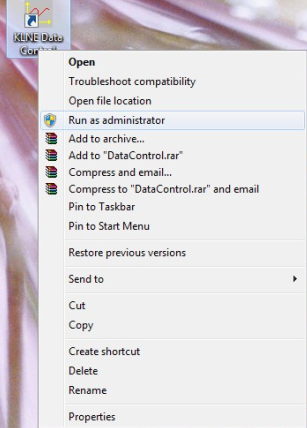 KLNE Data
Control
Open
Troubleshoot compatibility
Open file location
Run as administrator
Add to archive...
Add to "DataControl.rar"
Compress and email...
Compress to "DataControl.rar" and email
Pin to Taskbar
Pin to Start Menu
Restore previous versions
Send to
Cut
Copy
Create shortcut
Delete
Rename
Properties